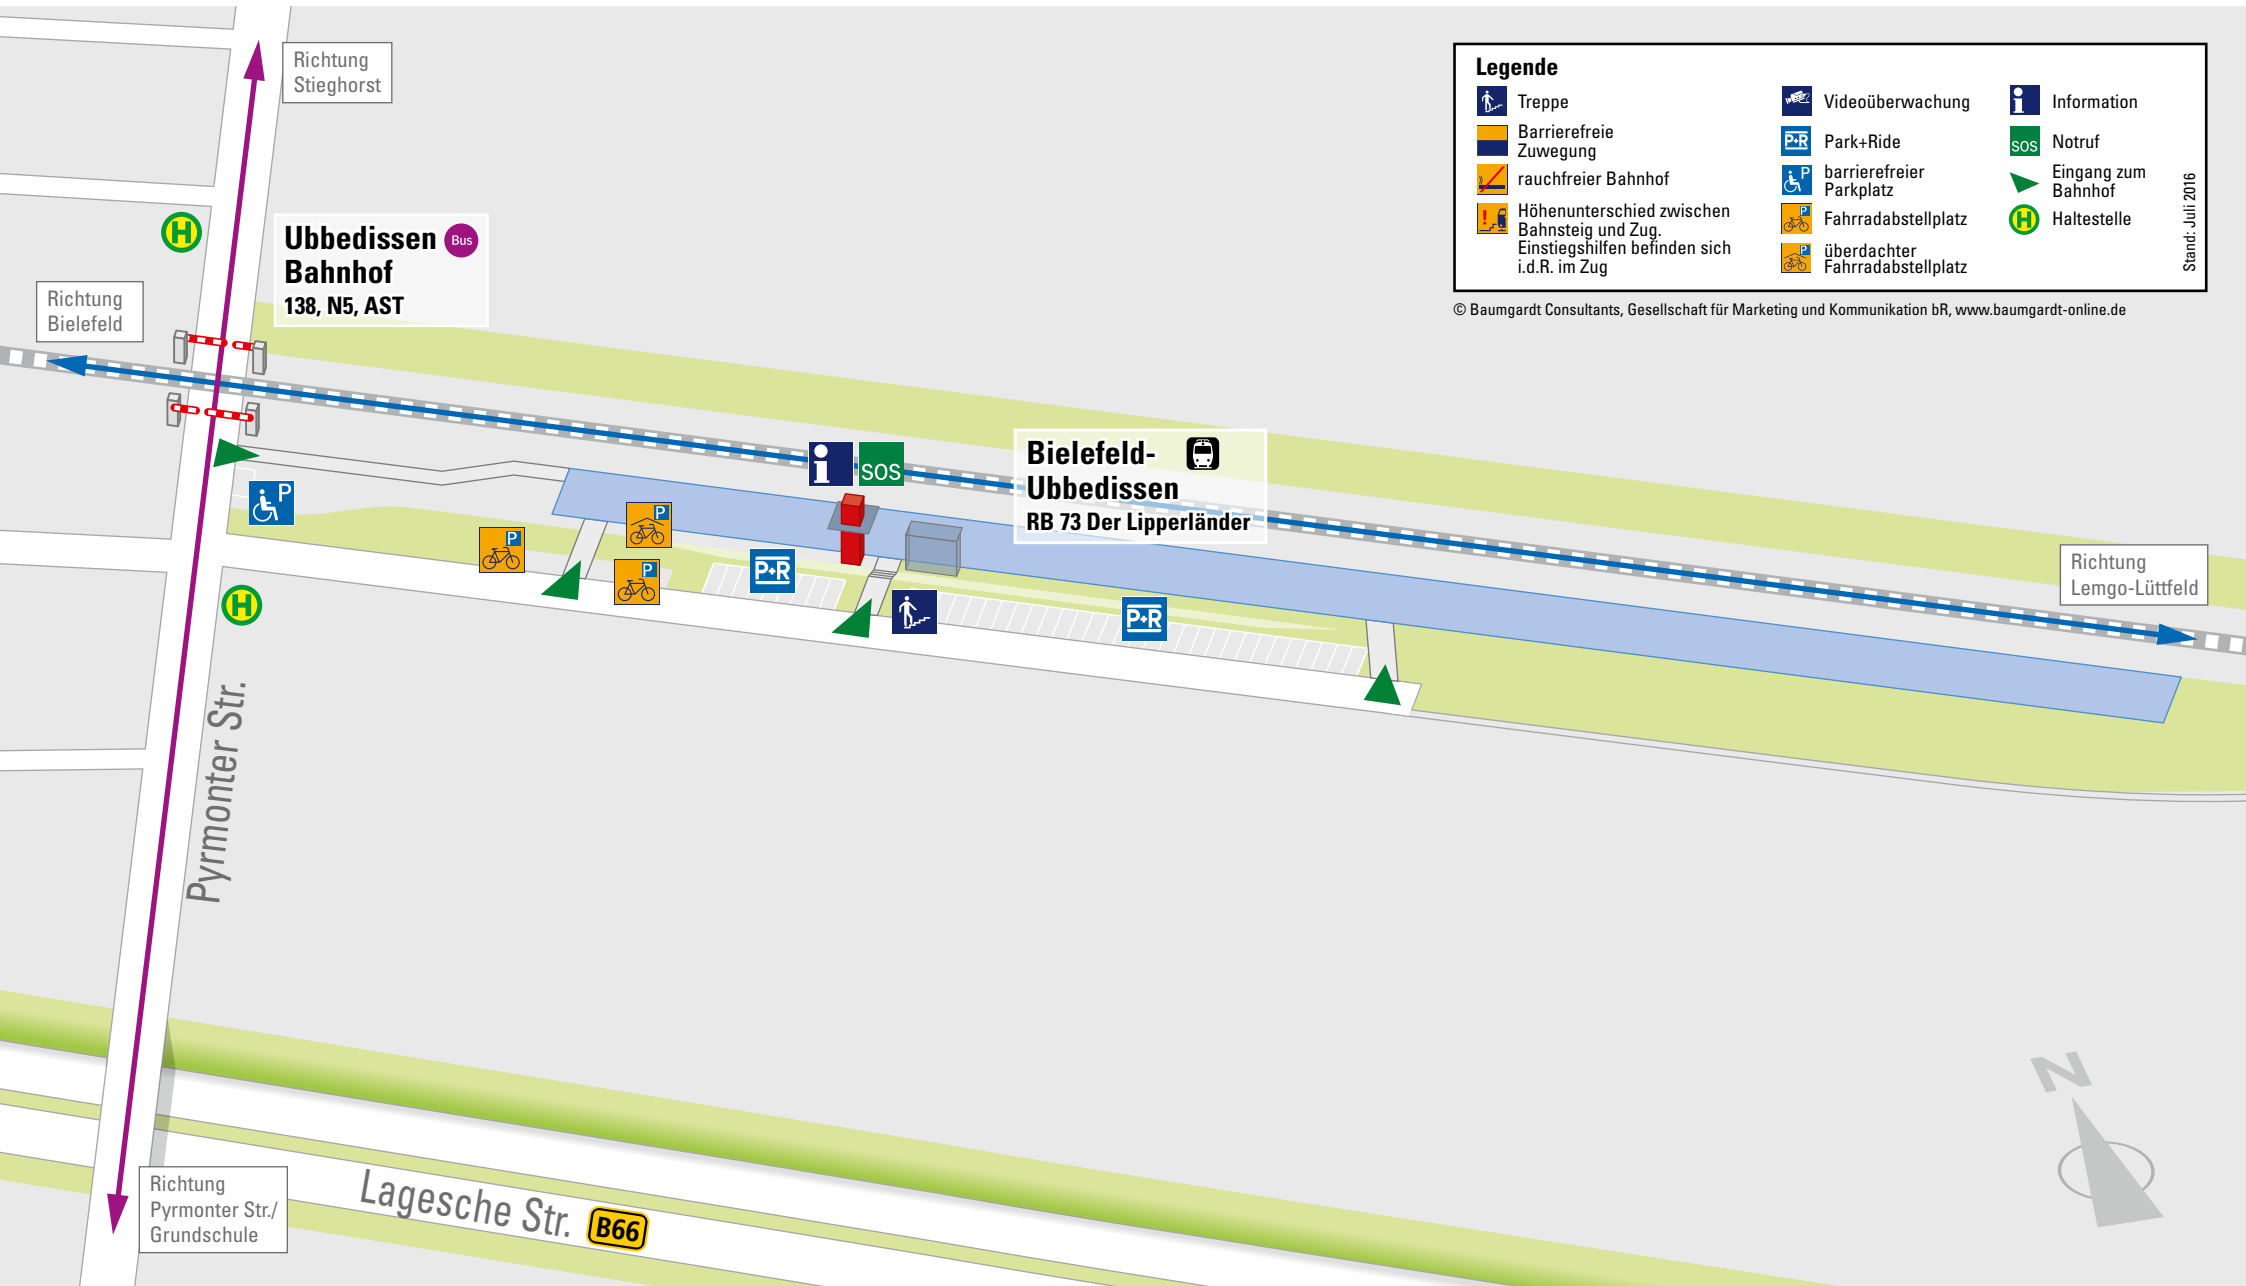 Richtung
Stieghorst
H
Ubbedissen Bus
Bahnhof
138, N5, AST
Richtung
Bielefeld
Legende
Treppe
Barrierefreie
Zuwegung
rauchfreier Bahnhof
!
Höhenunterschied zwischen
Bahnsteig und Zug.
Einstiegshilfen befinden sich
i.d.R. im Zug
Videoüberwachung
P+R Park+Ride
P barrierefreier
Parkplatz
P Fahrradabstellplatz
P überdachter
Fahrradabstellplatz
i Information
SOS Notruf
Eingang zum
Bahnhof
H Haltestelle
Stand: Juli 2016
© Baumgardt Consultants, Gesellschaft für Marketing und Kommunikation bR, www.baumgardt-online.de
i SOS
Bielefeld-
Ubbedissen
RB 73 Der Lipperländer
P
P
P
P
P+R
P+R
H
Richtung
Lemgo-Lüttfeld
Pyrmonter Str.
N
Richtung
Pyrmonter Str./
Grundschule
Lagesche Str. B66